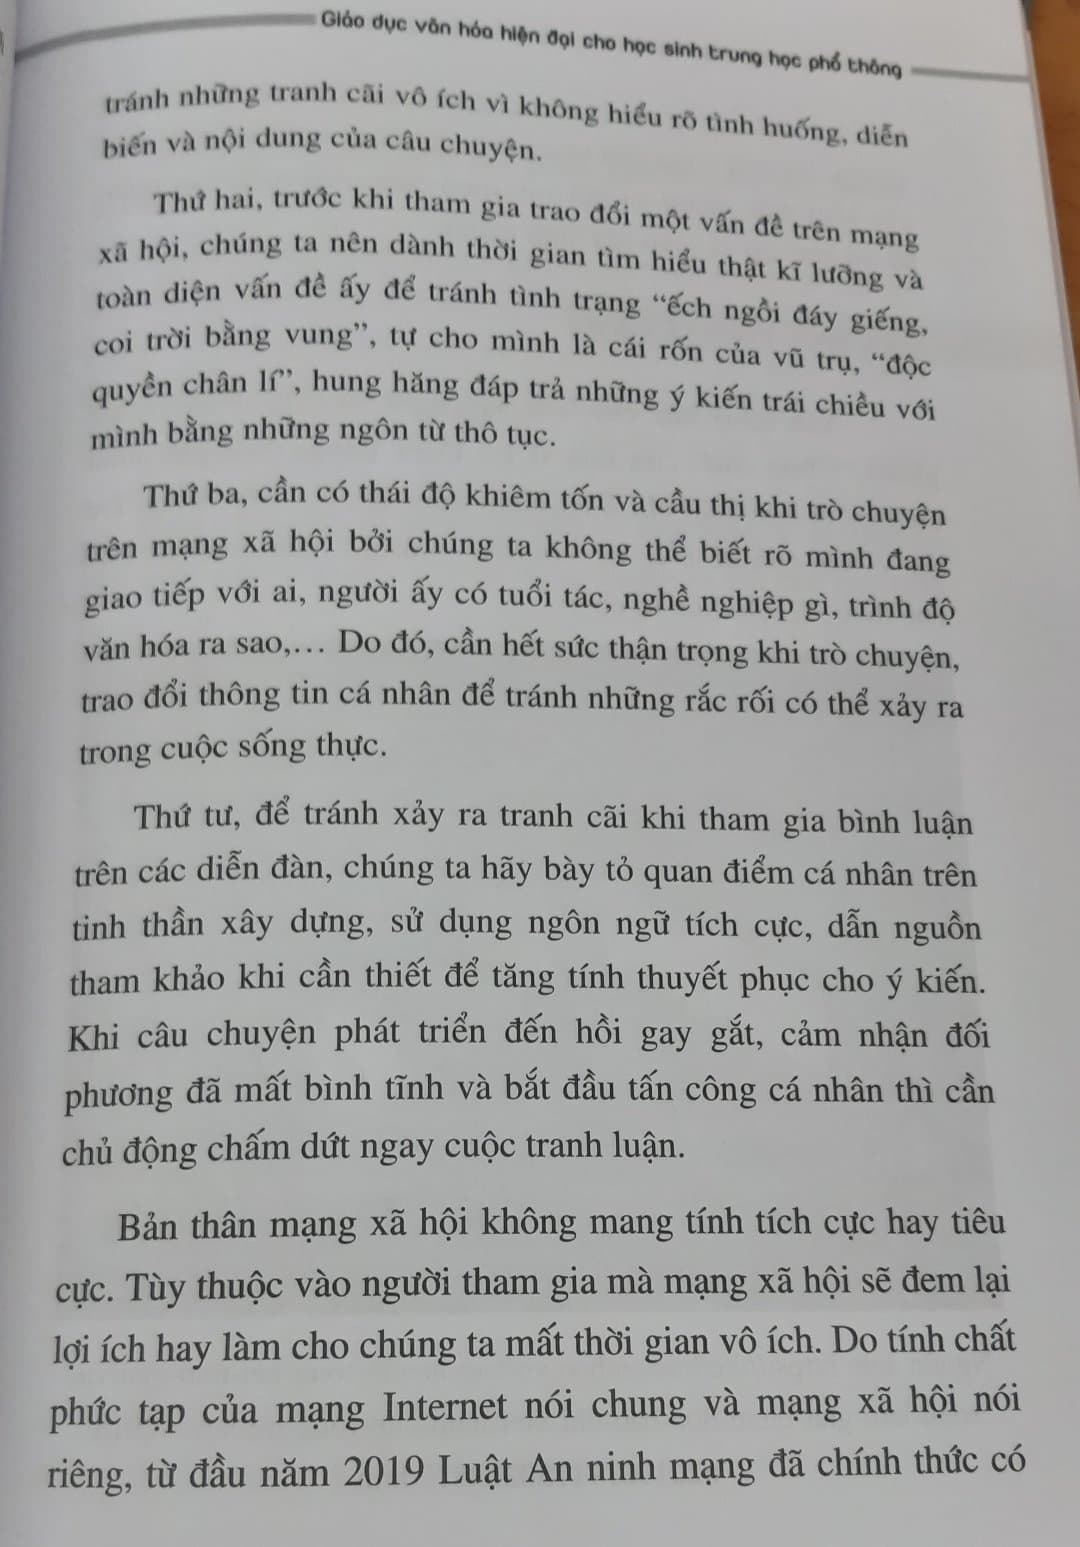 Giáo dục văn hóa hiện đại cho học sinh trung học phổ thông
tránh những tranh cãi vô ích vì không hiểu rõ tình huống, diễn
biến và nội dung của câu chuyện.
Thứ hai, trước khi tham gia trao đổi một vấn đề trên mạng
xã hội, chúng ta nên dành thời gian tìm hiểu thật kĩ lưỡng và
toàn diện vấn đề ấy để tránh tình trạng “ếch ngồi đáy giếng,
coi trời bằng vung”, tự cho mình là cái rốn của vũ trụ, “độc
quyền chân lí”, hung hăng đáp trả những ý kiến trái chiều với
mình bằng những ngôn từ thô tục.
Thứ ba, cần có thái độ khiêm tốn và cầu thị khi trò chuyện
trên mạng xã hội bởi chúng ta không thể biết rõ mình đang
giao tiếp với ai, người ấy có tuổi tác, nghề nghiệp gì, trình độ
văn hóa ra sao,… Do đó, cần hết sức thận trọng khi trò chuyện,
trao đổi thông tin cá nhân để tránh những rắc rối có thể xảy ra
trong cuộc sống thực.
Thứ tư, để tránh xảy ra tranh cãi khi tham gia bình luận
trên các diễn đàn, chúng ta hãy bày tỏ quan điểm cá nhân trên
tinh thần xây dựng, sử dụng ngôn ngữ tích cực, dẫn nguồn
tham khảo khi cần thiết để tăng tính thuyết phục cho ý kiến.
Khi câu chuyện phát triển đến hồi gay gắt, cảm nhận đối
phương đã mất bình tĩnh và bắt đầu tấn công cá nhân thì cần
chủ động chấm dứt ngay cuộc tranh luận.
Bản thân mạng xã hội không mang tính tích cực hay tiêu
cực. Tùy thuộc vào người tham gia mà mạng xã hội sẽ đem lại
lợi ích hay làm cho chúng ta mất thời gian vô ích. Do tính chất
phức tạp của mạng Internet nói chung và mạng xã hội nói
riêng, từ đầu năm 2019 Luật An ninh mạng đã chính thức có